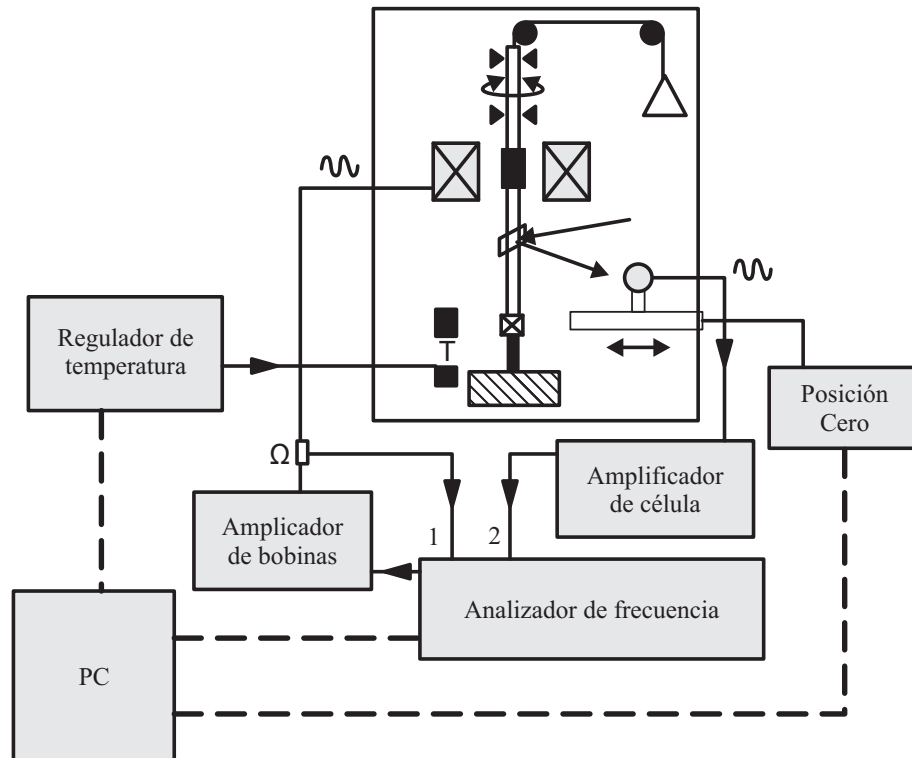 Regulador de
temperatura
Posición
Cero
Ω
Amplificador
de célula
Amplicador
de bobinas
1
2
Analizador de frecuencia
PC